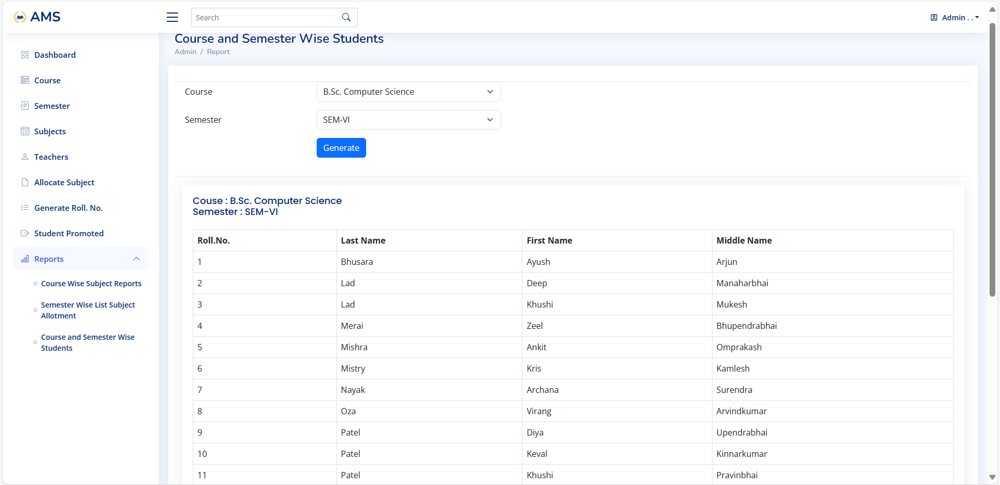 AMS
Search
Admin . .
Dashboard
Course
Semester
Subjects
Teachers
Allocate Subject
Generate Roll. No.
Student Promoted
Reports
Course Wise Subject Reports
Semester Wise List Subject
Allotment
Course and Semester Wise
Students
Course and Semester Wise Students
Admin / Report
Course B.Sc. Computer Science
Semester SEM-VI
Generate
Couse : B.Sc. Computer Science
Semester : SEM-VI
Roll.No. Last Name First Name Middle Name
1 Bhusara Ayush Arjun
2 Lad Deep Manaharbhai
3 Lad Khushi Mukesh
4 Merai Zeel Bhupendrabhai
5 Mishra Ankit Omprakash
6 Mistry Kris Kamlesh
7 Nayak Archana Surendra
8 Oza Virang Arvindkumar
9 Patel Diya Upendrabhai
10 Patel Keval Kinnarkumar
11 Patel Khushi Pravinbhai